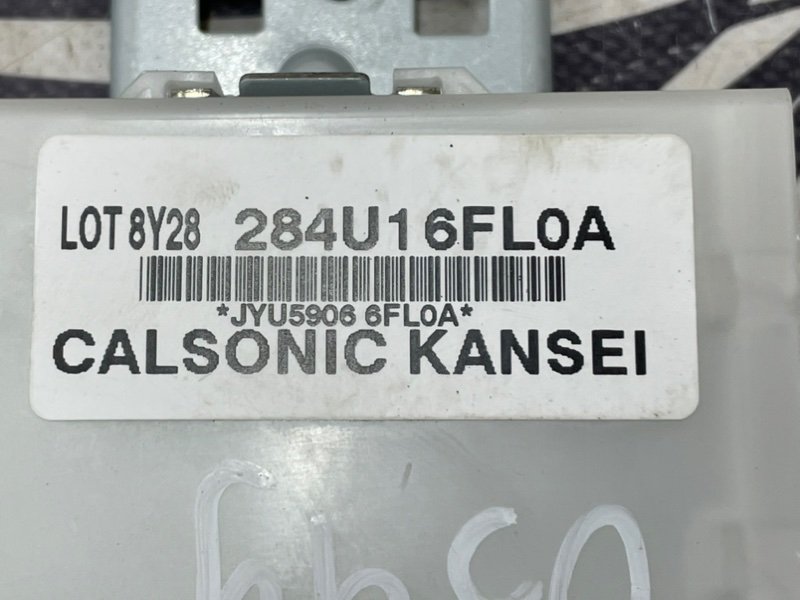 LOT 8Y28 284U16FL0A
*JYU5906 6FL0A*
CALSONIC KANSEI